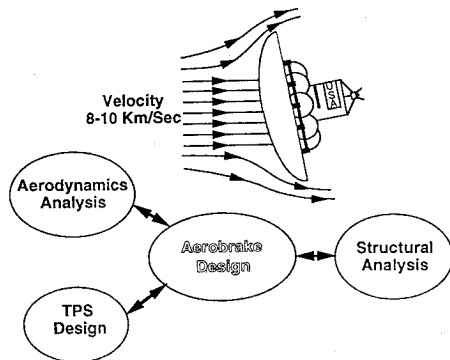 Velocity
8-10 Km/Sec
USA
Aerodynamics
Analysis
Aerobrake
Design
Structural
Analysis
TPS
Design